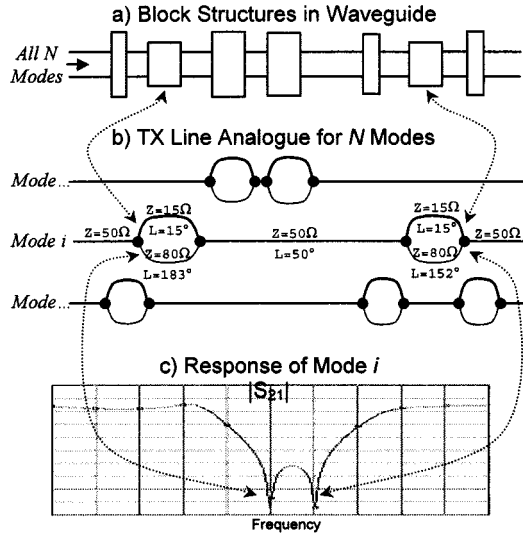 a) Block Structures in Waveguide
All N
Modes
b) TX Line Analogue for N Modes
Mode...
Z=15Ω Z=15Ω
Z=50Ω L=15° Z=50Ω L=15° Z=50Ω
Mode i
Z=80Ω L=50° Z=80Ω
L=183° L=152°
Mode...
c) Response of Mode i
|S21|
Frequency